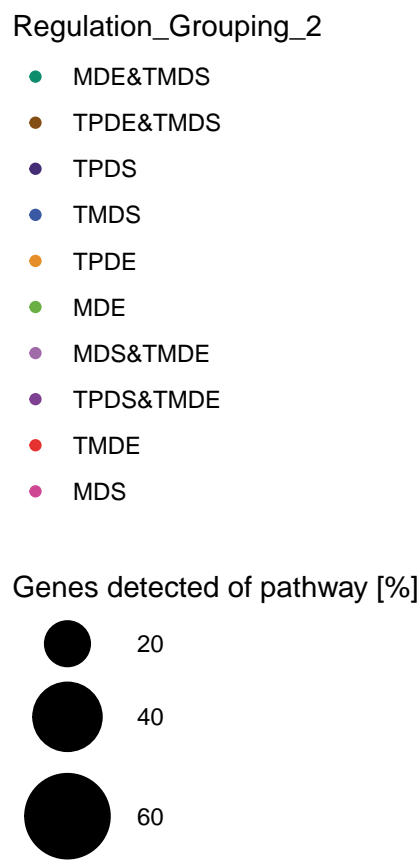 Regulation_Grouping_2
MDE&TMDS
TPDE&TMDS
TPDS
TMDS
TPDE
MDE
MDS&TMDE
TPDS&TMDE
TMDE
MDS
Genes detected of pathway [%]
20
40
60